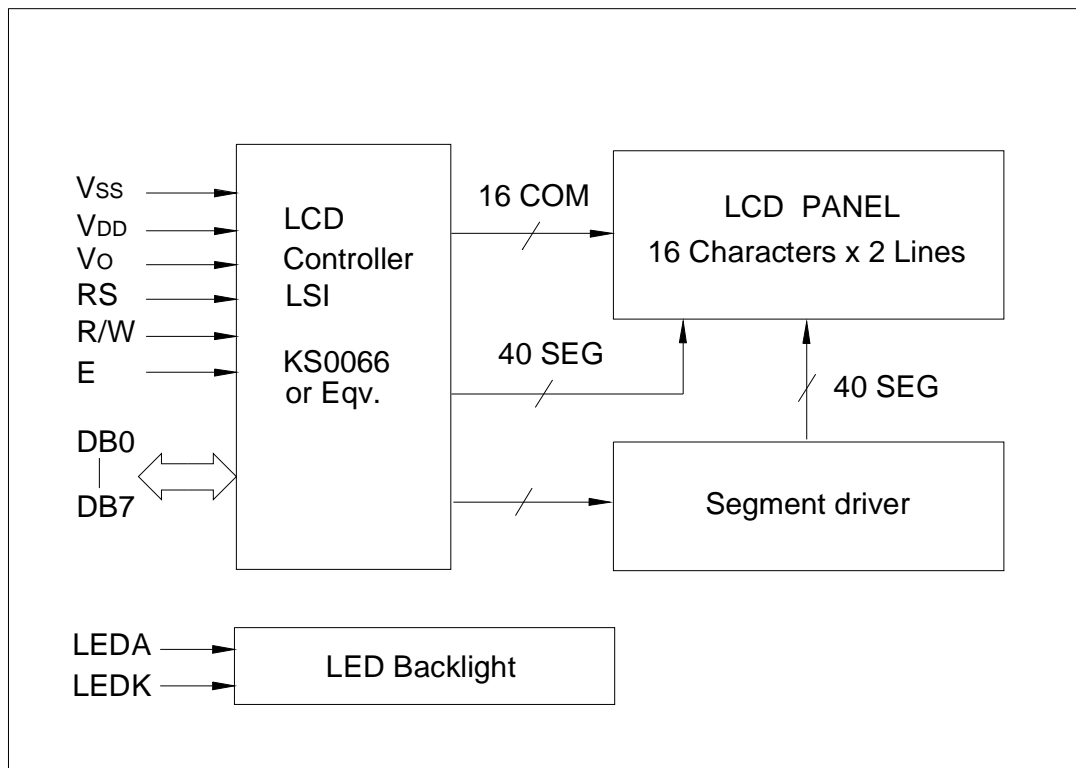 VSS
VDD
VO
RS
R/W
E
DB0
DB7
LCD
Controller
LSI
KS0066
or Eqv.
16 COM
40 SEG
LCD PANEL
16 Characters x 2 Lines
40 SEG
Segment driver
LEDA
LEDK
LED Backlight